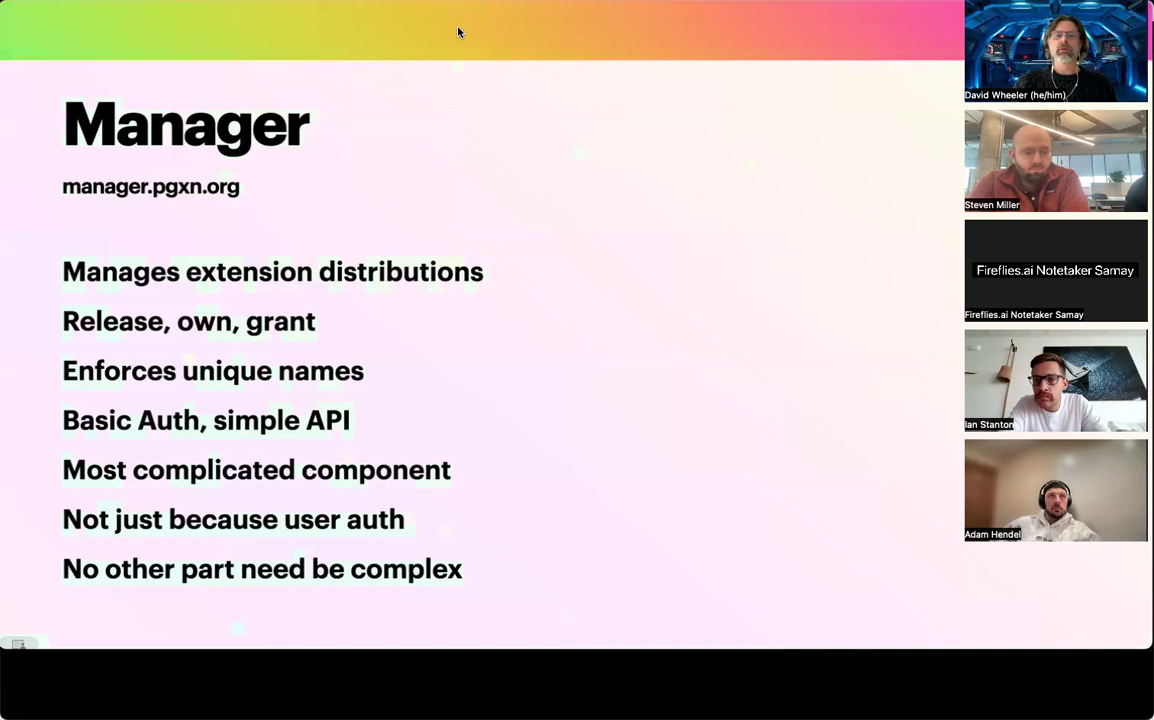 Manager
manager.pgxn.org
Manages extension distributions
Release, own, grant
Enforces unique names
Basic Auth, simple API
Most complicated component
Not just because user auth
No other part need be complex
David Wheeler (he/him)
Steven Miller
Fireflies.ai Notetaker Samay
Fireflies.ai Notetaker Samay
Ian Stanton
Adam Hendel